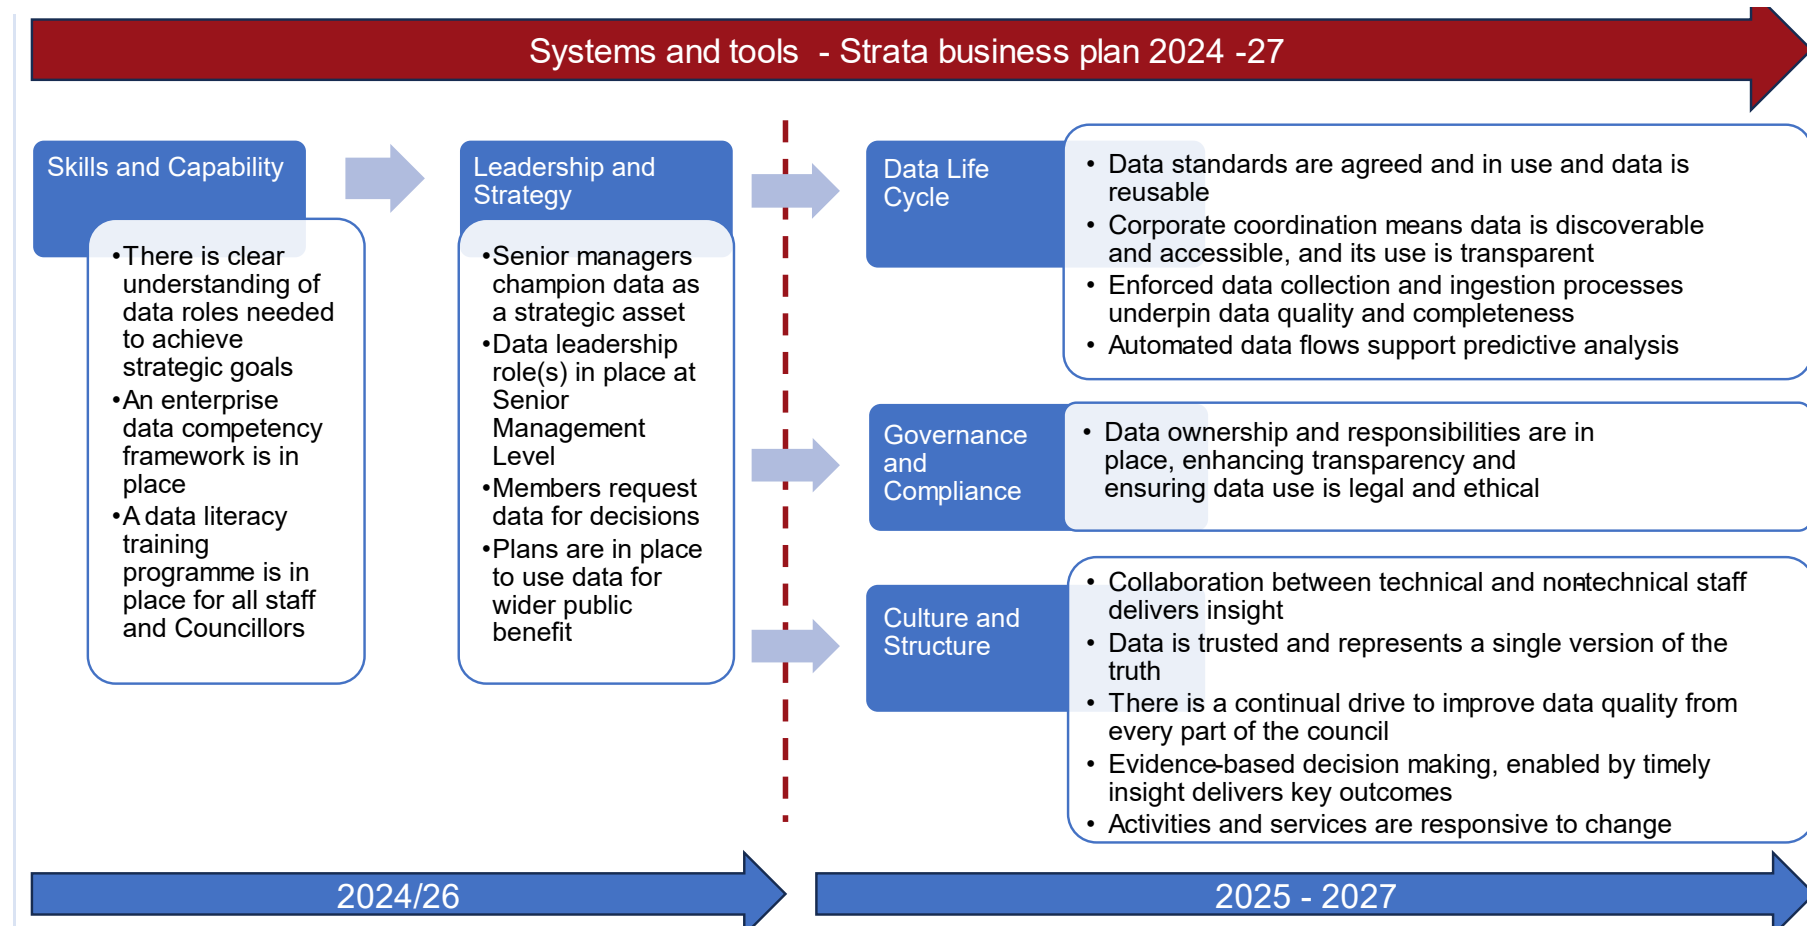 Systems and tools - Strata business plan 2024 -27
Skills and Capability
•There is clear
understanding of
data roles needed
to achieve
strategic goals
•An enterprise
data competency
framework is in
place
•A data literacy
training
programme is in
place for all staff
and Councillors
Leadership and
Strategy
•Senior managers
champion data as
a strategic asset
•Data leadership
role(s) in place at
Senior
Management
Level
•Members request
data for decisions
•Plans are in place
to use data for
wider public
benefit
Data Life
Cycle
• Data standards are agreed and in use and data is
reusable
• Corporate coordination means data is discoverable
and accessible, and its use is transparent
• Enforced data collection and ingestion processes
underpin data quality and completeness
• Automated data flows support predictive analysis
Governance
and
Compliance
• Data ownership and responsibilities are in
place, enhancing transparency and
ensuring data use is legal and ethical
Culture and
Structure
• Collaboration between technical and non-technical staff
delivers insight
• Data is trusted and represents a single version of the
truth
• There is a continual drive to improve data quality from
every part of the council
• Evidence-based decision making, enabled by timely
insight delivers key outcomes
• Activities and services are responsive to change
2024/26
2025 - 2027